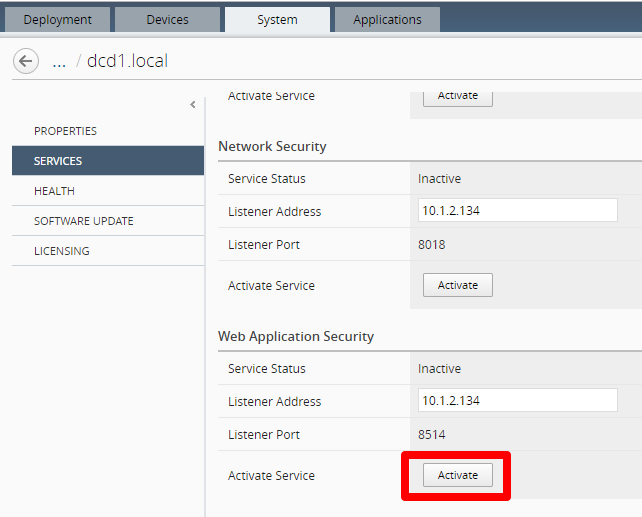 Deployment Devices System Applications
... / dcd1.local
PROPERTIES
SERVICES
HEALTH
SOFTWARE UPDATE
LICENSING
Activate Service Activate
Network Security
Service Status Inactive
Listener Address 10.1.2.134
Listener Port 8018
Activate Service Activate
Web Application Security
Service Status Inactive
Listener Address 10.1.2.134
Listener Port 8514
Activate Service Activate